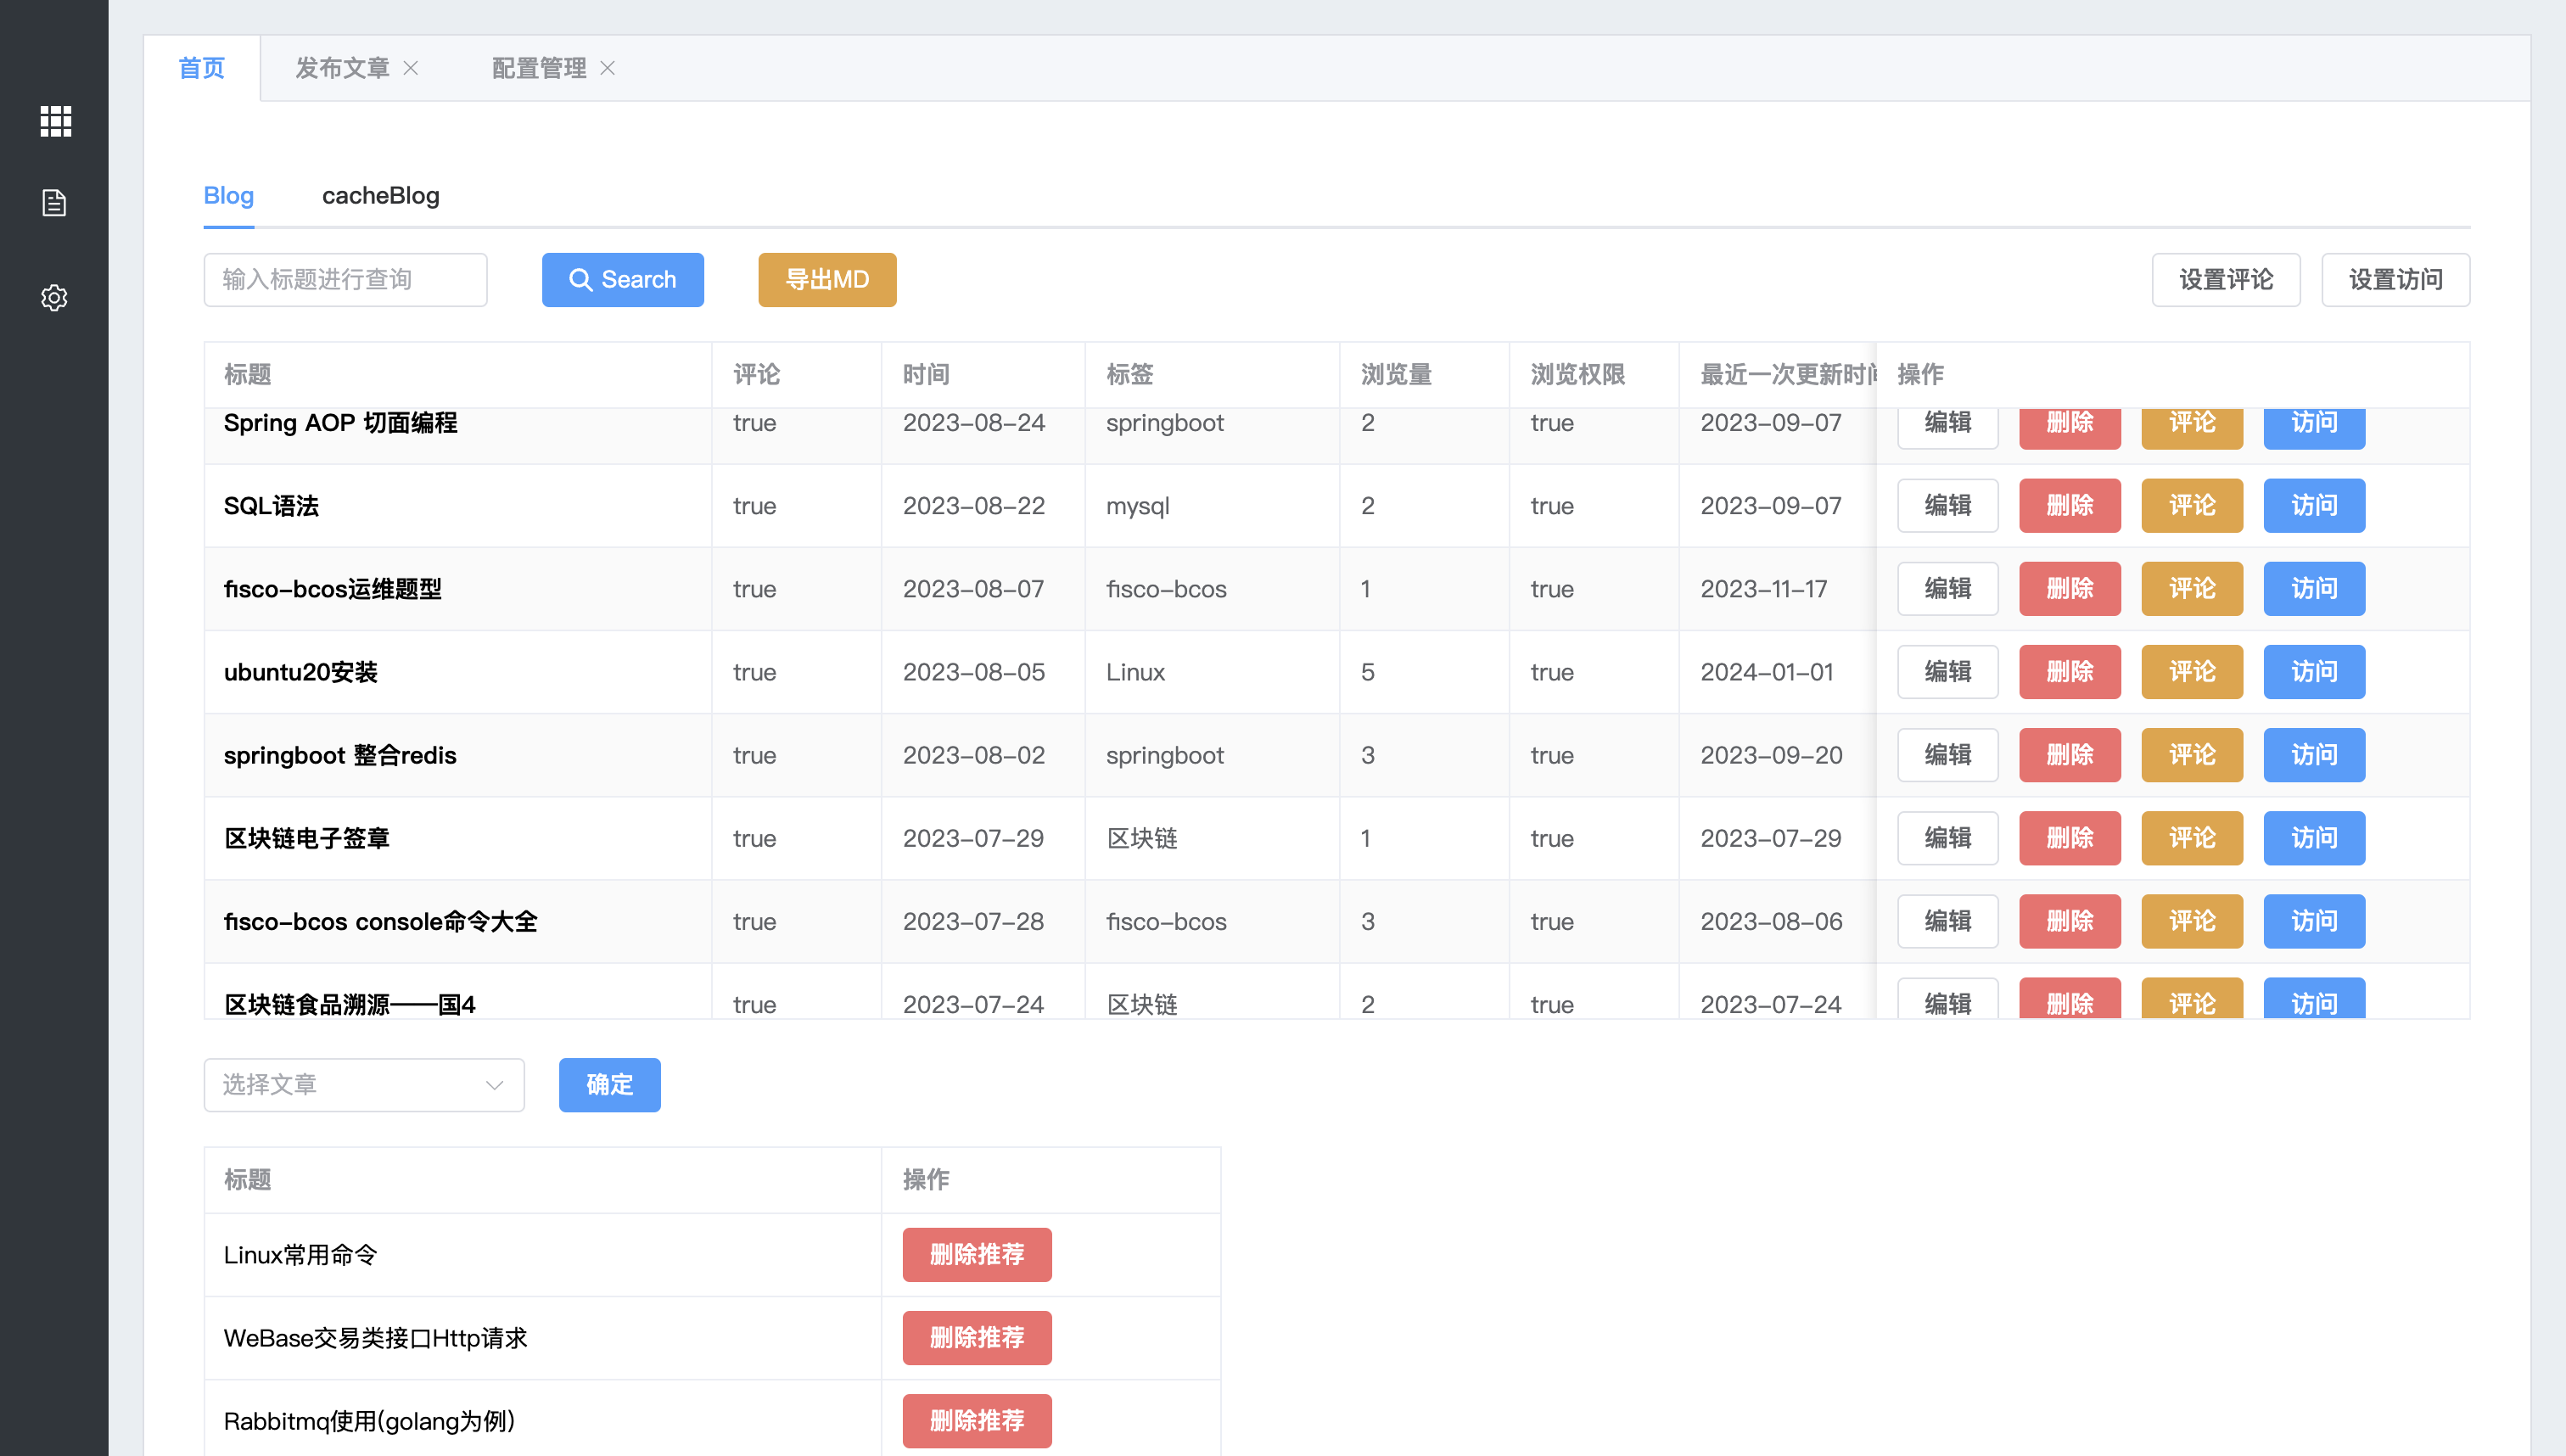 首页 发布文章 配置管理
Blog cacheBlog
输入标题进行查询 Search 导出MD 设置评论 设置访问
标题 评论 时间 标签 浏览量 浏览权限 最近一次更新时间 操作
Spring AOP 切面编程 true 2023-08-24 springboot 2 true 2023-09-07 编辑 删除 评论 访问
SQL语法 true 2023-08-22 mysql 2 true 2023-09-07 编辑 删除 评论 访问
fisco-bcos运维题型 true 2023-08-07 fisco-bcos 1 true 2023-11-17 编辑 删除 评论 访问
ubuntu20安装 true 2023-08-05 Linux 5 true 2024-01-01 编辑 删除 评论 访问
springboot 整合redis true 2023-08-02 springboot 3 true 2023-09-20 编辑 删除 评论 访问
区块链电子签章 true 2023-07-29 区块链 1 true 2023-07-29 编辑 删除 评论 访问
fisco-bcos console命令大全 true 2023-07-28 fisco-bcos 3 true 2023-08-06 编辑 删除 评论 访问
区块链食品溯源——国4 true 2023-07-24 区块链 2 true 2023-07-24 编辑 删除 评论 访问
选择文章 确定
标题 操作
Linux常用命令 删除推荐
WeBase交易类接口Http请求 删除推荐
Rabbitmq使用(golang为例) 删除推荐